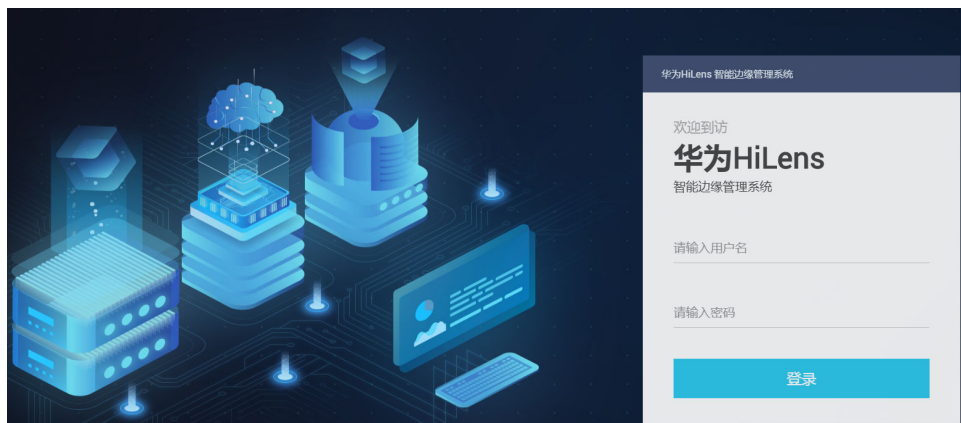 华为HiLens 智能边缘管理系统
欢迎到访
华为HiLens
智能边缘管理系统
请输入用户名
请输入密码
登录